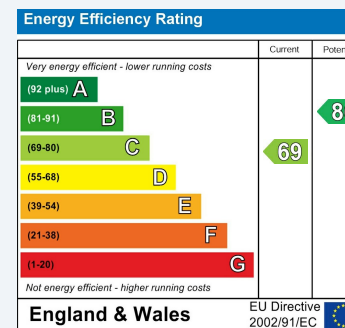 Energy Efficiency Rating
Current
Very energy efficient - lower running costs
(92 plus) A
(81-91) B
(69-80) C
69
(55-68) D
(39-54) E
(21-38) F
(1-20) G
Not energy efficient - higher running costs
England & Wales
EU Directive
2002/91/EC